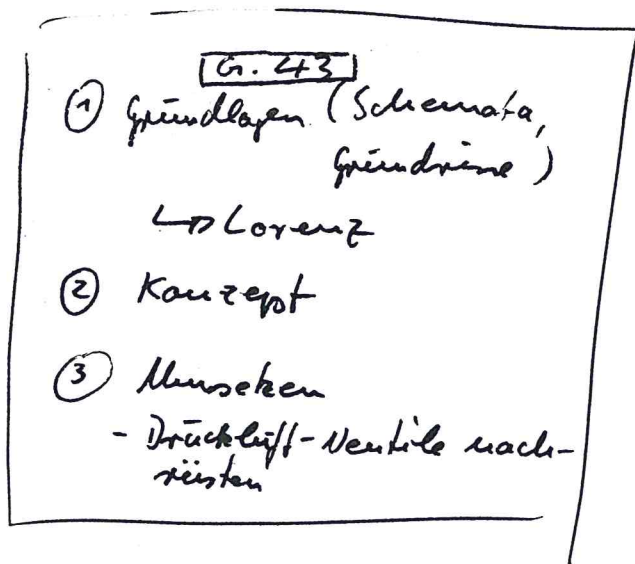 G. 43
① Grundlagen (Schemata,
Grundrisse)
↳ Lorenz
② Konzept
③ Umsetzen
- Druckluft-Ventile nach-
rüsten